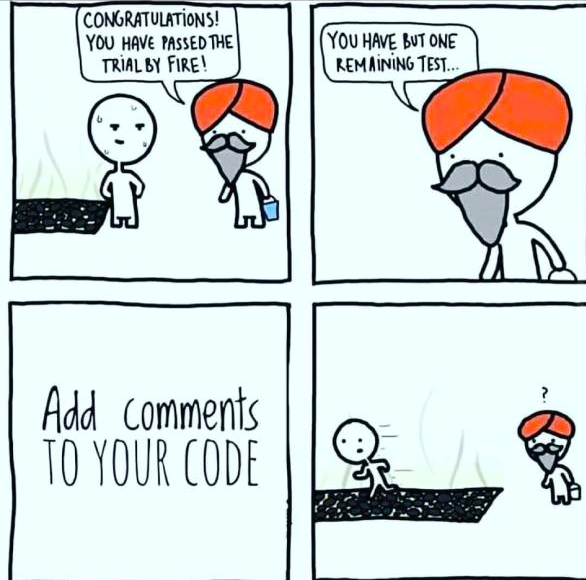 CONGRATULATIONS!
YOU HAVE PASSED THE
TRIAL BY FIRE!
YOU HAVE BUT ONE
REMAINING TEST...
Add comments
TO YOUR CODE
?